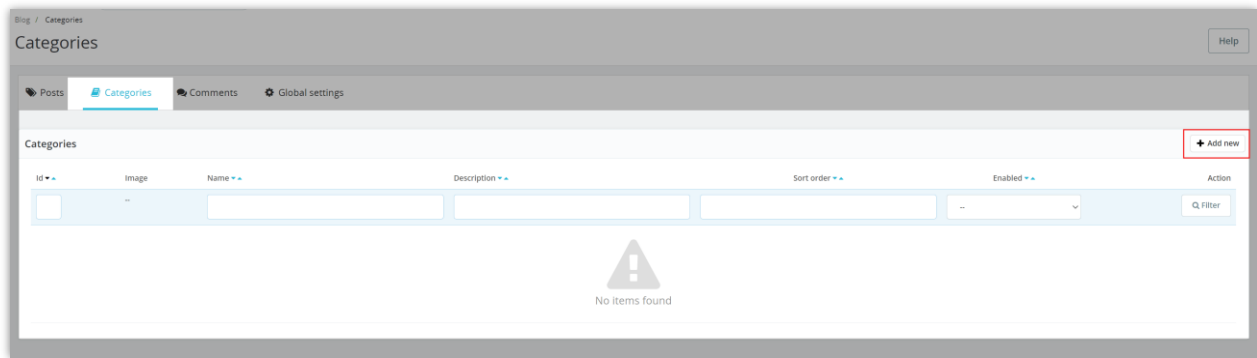 Blog / Categories
Categories
Help
Posts Categories Comments Global settings
Categories
Add new
Id Image Name Description Sort order Enabled Action
-- -- Filter
No items found